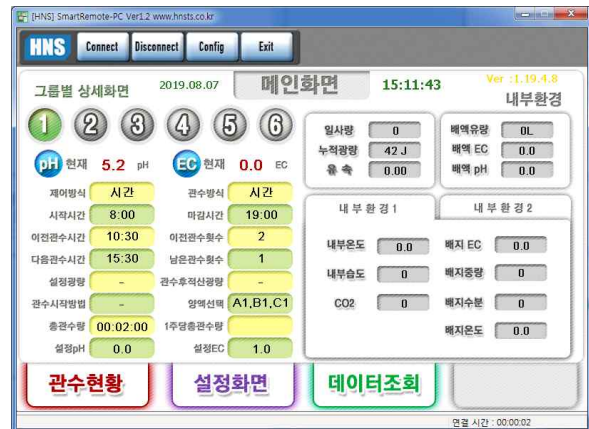 [HNS] SmartRemote-PC Ver1.2 www.hnsts.co.kr
HNS Connect Disconnect Config Exit
그룹별 상세화면 2019.08.07 메인화면 15:11:43 Ver :1.19.4.8
내부환경
1 2 3 4 5 6
pH 현재 5.2 pH EC 현재 0.0 EC
제어방식 시간 관수방식 시간
시작시간 8:00 마감시간 19:00
이전관수시간 10:30 이전관수횟수 2
다음관수시간 15:30 남은관수횟수 1
설정광량 - 관수후적산광량 -
관수시작방법 - 양액선택 A1,B1,C1
총관수량 00:02:00 1주당총관수량
설정pH 0.0 설정EC 1.0
일사량 0 배액유량 0L
누적광량 42 J 배액 EC 0.0
풍 속 0.00 배액 pH 0.0
내 부 환 경 1 내 부 환 경 2
내부온도 0.0 배지 EC 0.0
내부습도 0 배지중량 0
CO2 0 배지수분 0
배지온도 0.0
관수현황 설정화면 데이터조회
연결 시간 : 00:00:02